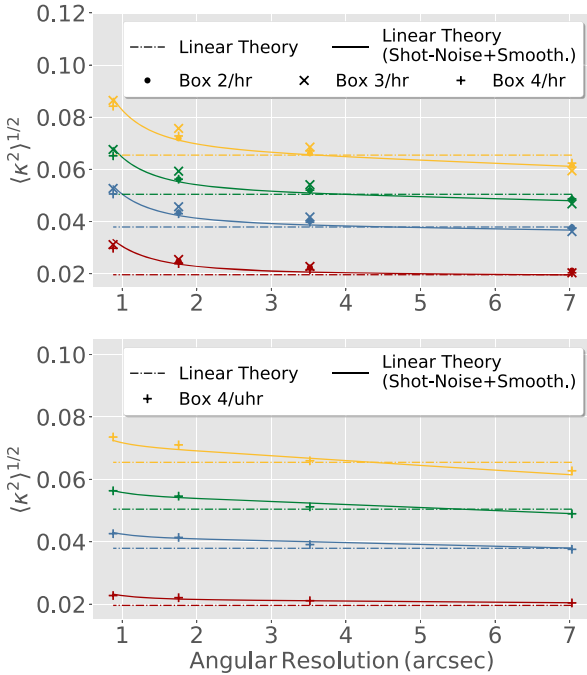 0.12
0.10
0.08
0.06
0.04
0.02
⟨κ²⟩^{1/2}
Linear Theory
Linear Theory
(Shot-Noise+Smooth.)
Box 2/hr
Box 3/hr
Box 4/hr
1 2 3 4 5 6 7
0.10
0.08
0.06
0.04
0.02
⟨κ²⟩^{1/2}
Linear Theory
Linear Theory
(Shot-Noise+Smooth.)
Box 4/uhr
1 2 3 4 5 6 7
Angular Resolution (arcsec)